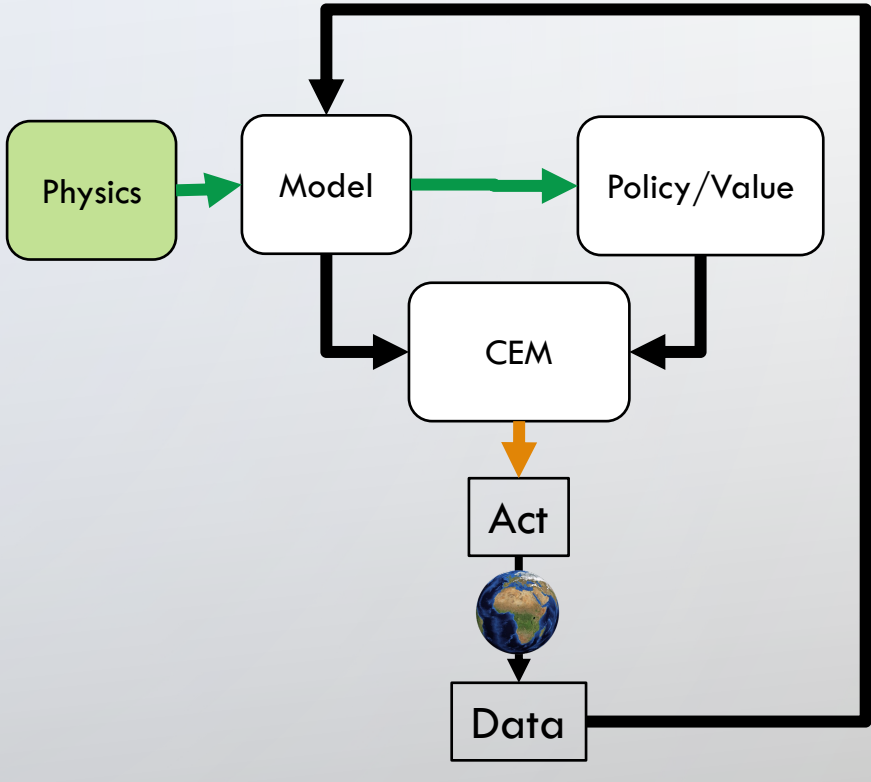 Physics
Model
Policy/Value
CEM
Act
Data